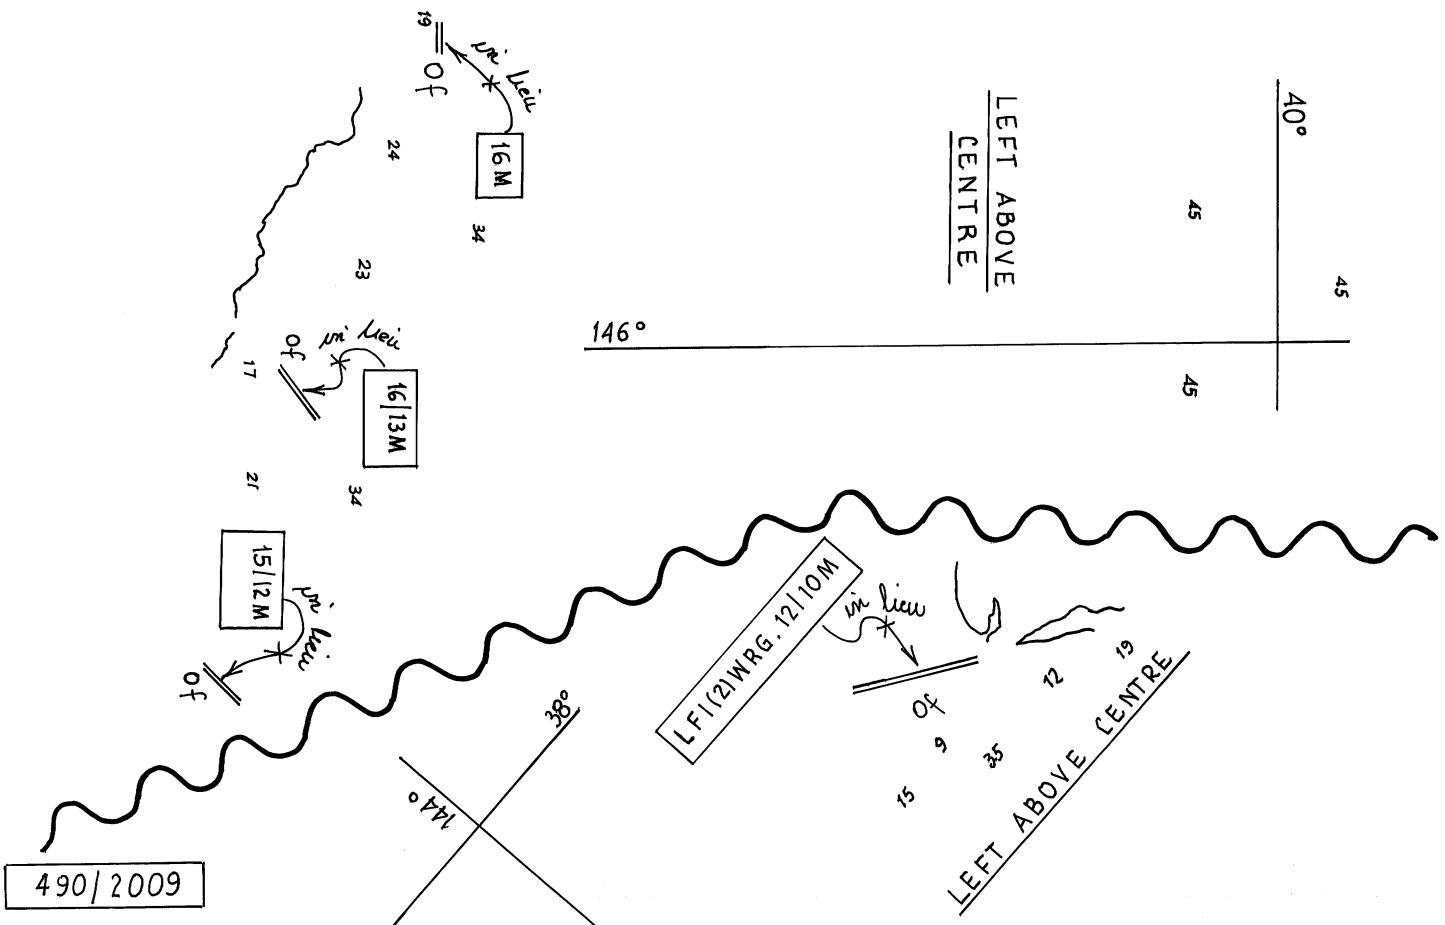 19
in lieu
of
16M
24
34
23
LEFT ABOVE
CENTRE
40°
45
45
45
146°
in lieu
of
17
16/13M
21
34
15/12M
in lieu
of
LFl(2)WRG.12/10M
in lieu
of
19
12
9
35
15
LEFT ABOVE CENTRE
38°
144°
490/2009